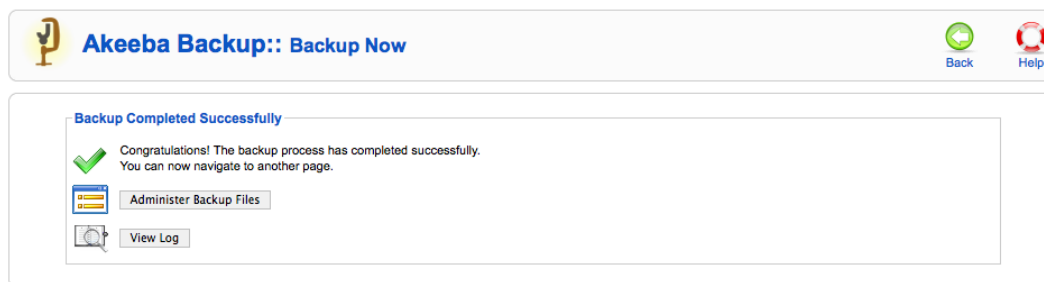 Akeeba Backup:: Backup Now
Back
Help
Backup Completed Successfully
Congratulations! The backup process has completed successfully.
You can now navigate to another page.
Administer Backup Files
View Log